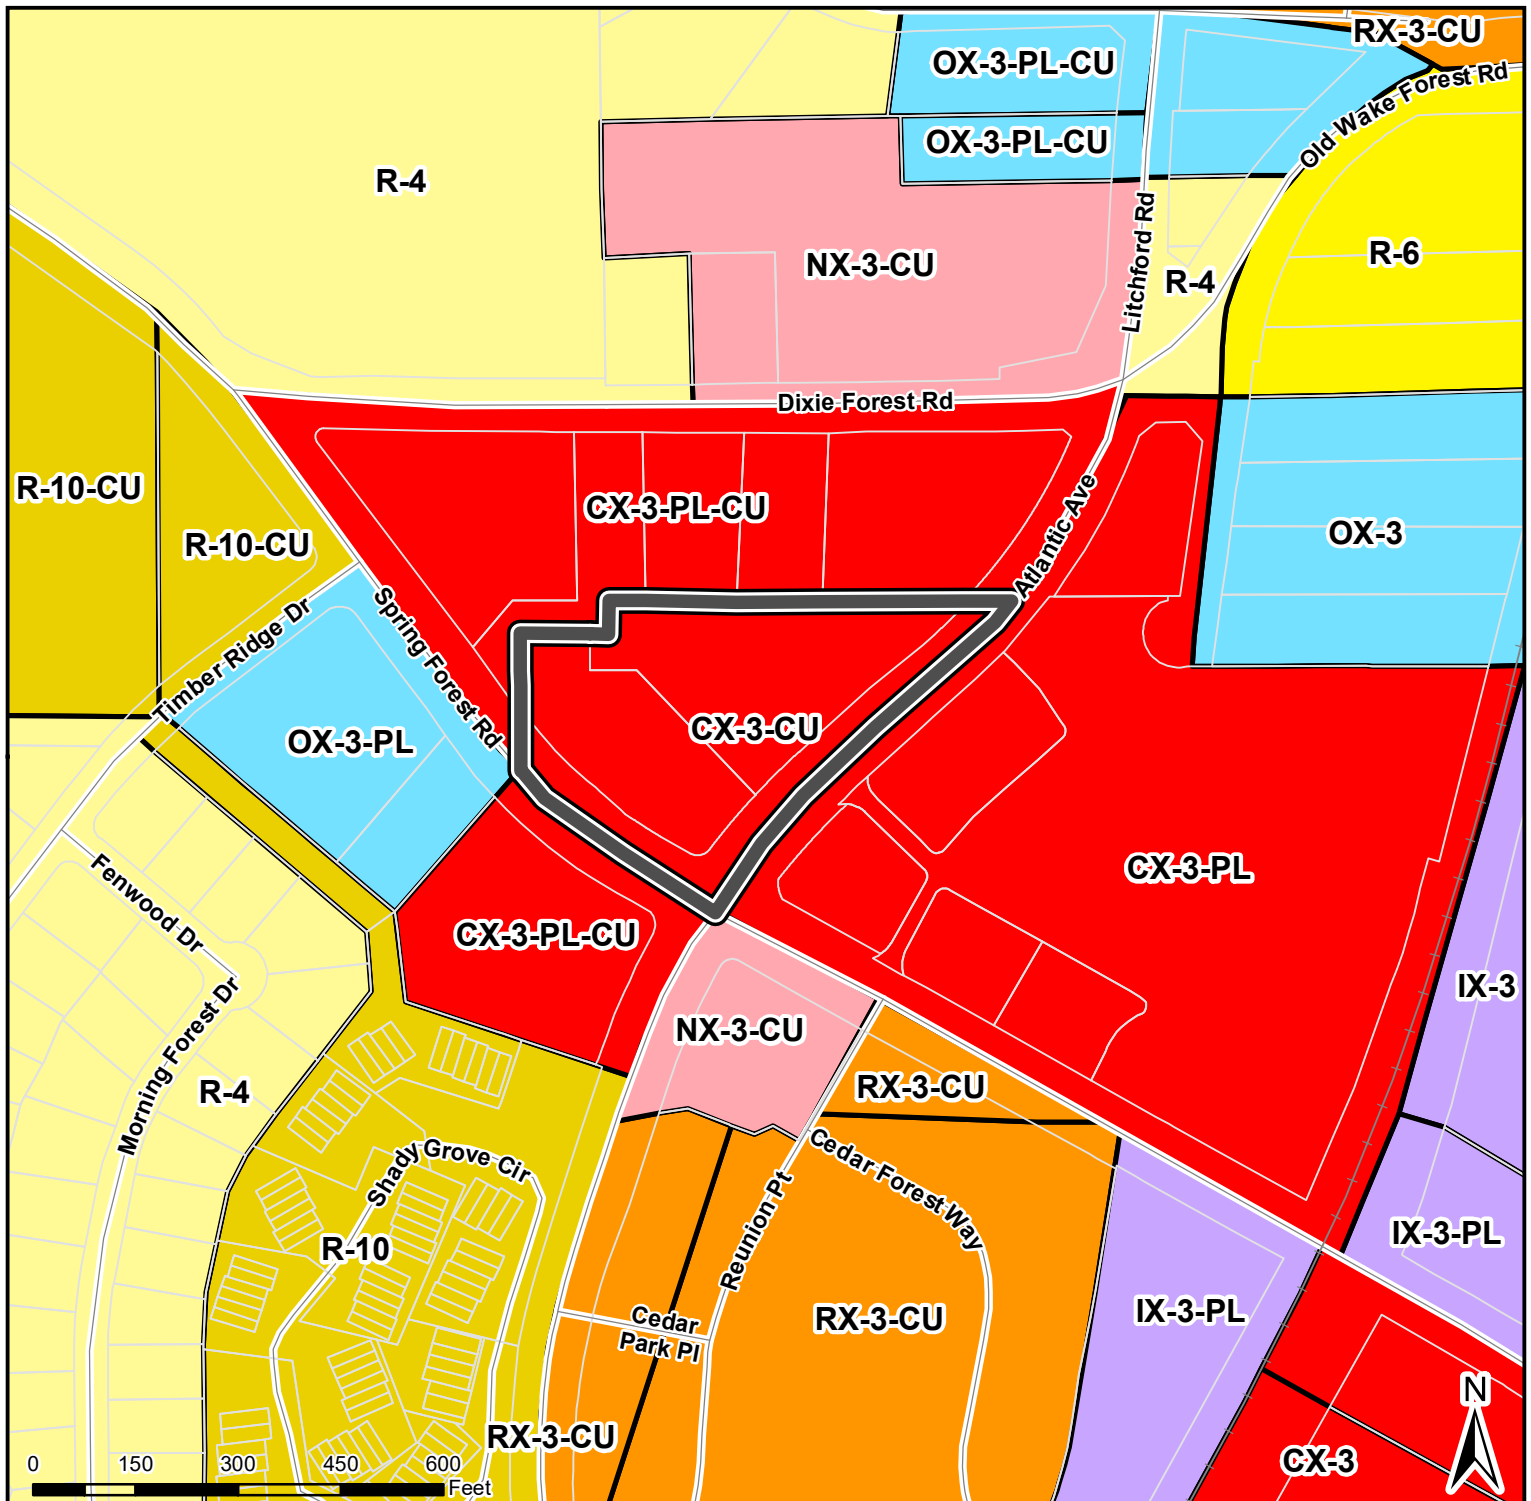 RX-3-CU
OX-3-PL-CU
Old Wake Forest Rd
OX-3-PL-CU
R-4
Litchford Rd
NX-3-CU
R-4
R-6
Dixie Forest Rd
R-10-CU
CX-3-PL-CU
Atlantic Ave
OX-3
R-10-CU
Spring Forest Rd
Timber Ridge Dr
OX-3-PL
CX-3-CU
CX-3-PL
Fenwood Dr
CX-3-PL-CU
IX-3
NX-3-CU
Morning Forest Dr
R-4
RX-3-CU
Shady Grove Cir
Cedar Forest Way
Reunion Pt
R-10
IX-3-PL
Cedar
Park Pl
RX-3-CU
IX-3-PL
RX-3-CU
CX-3
N
0 150 300 450 600
Feet